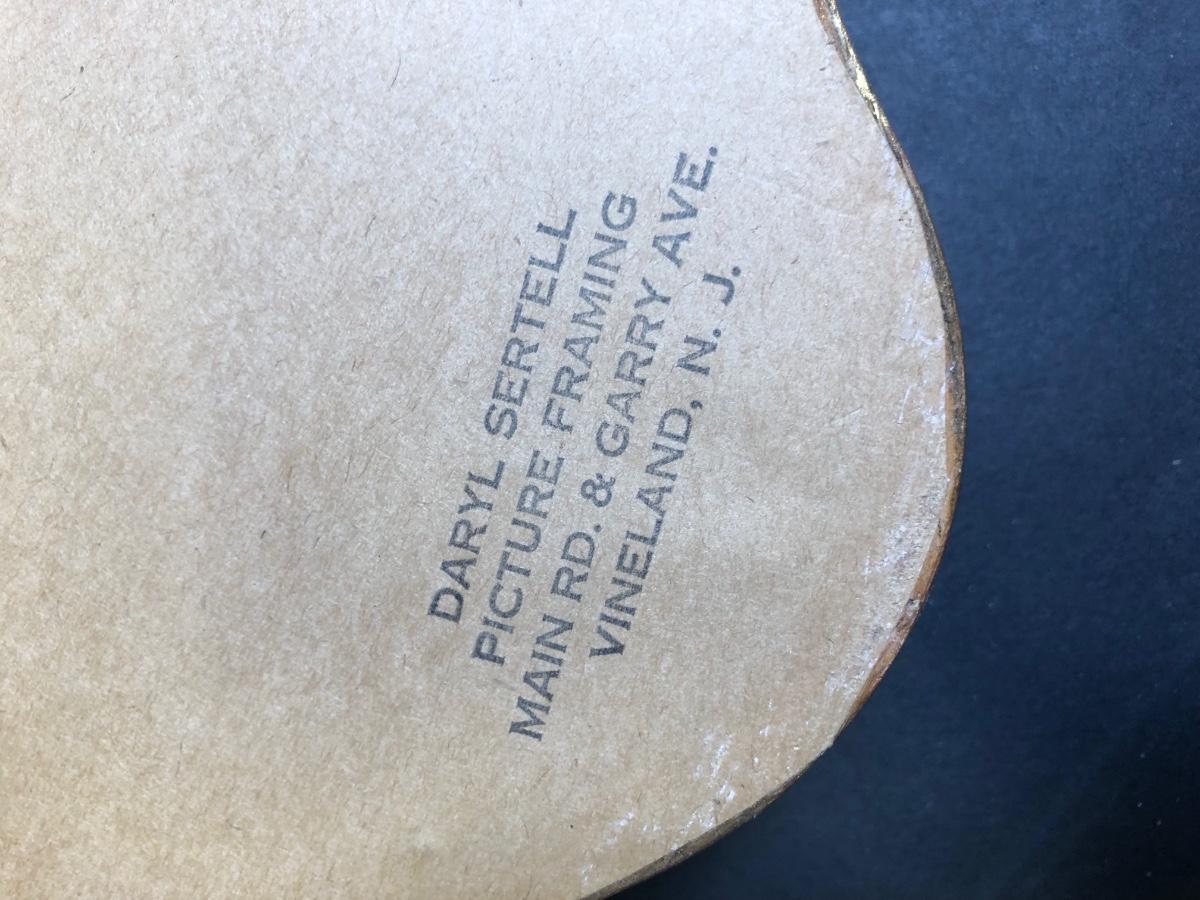 DARYL SERTELL
PICTURE FRAMING
MAIN RD. & GARRY AVE.
VINELAND, N. J.